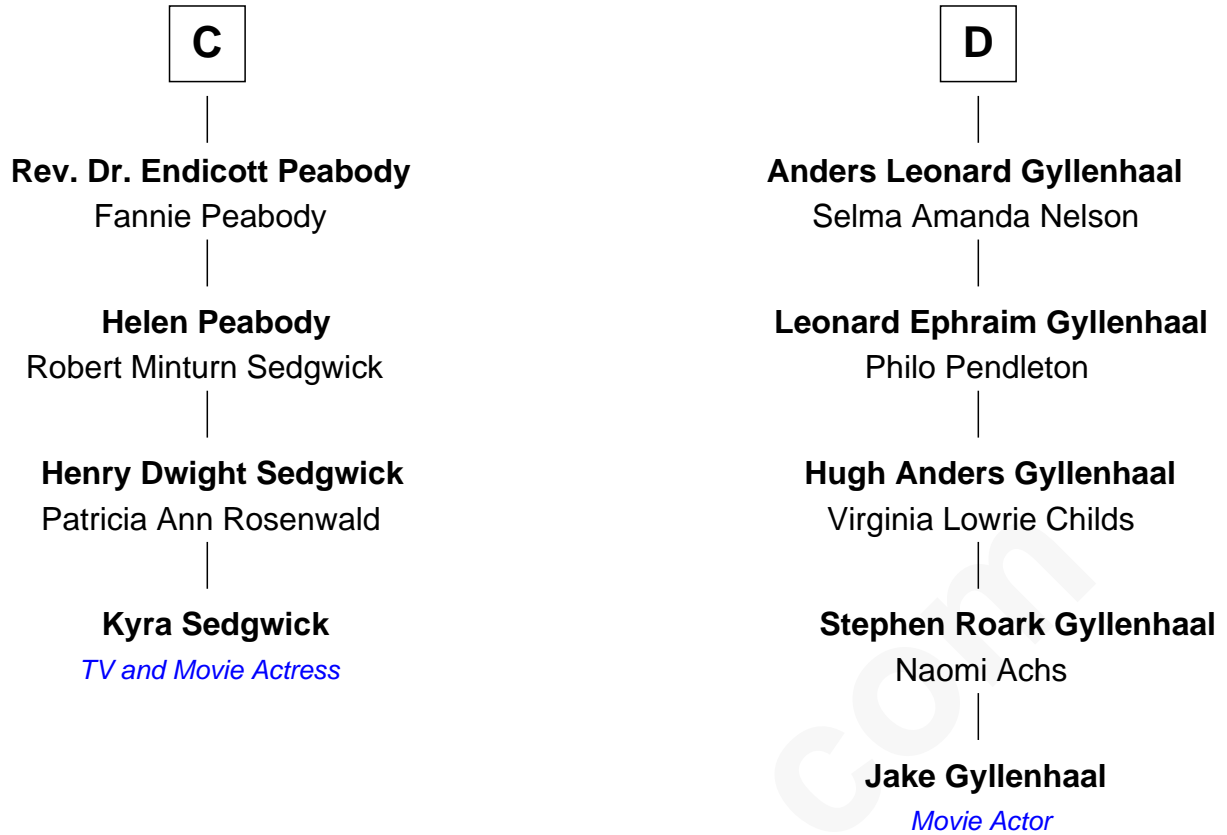 C
Rev. Dr. Endicott Peabody
Fannie Peabody
Helen Peabody
Robert Minturn Sedgwick
Henry Dwight Sedgwick
Patricia Ann Rosenwald
Kyra Sedgwick
TV and Movie Actress
D
Anders Leonard Gyllenhaal
Selma Amanda Nelson
Leonard Ephraim Gyllenhaal
Philo Pendleton
Hugh Anders Gyllenhaal
Virginia Lowrie Childs
Stephen Roark Gyllenhaal
Naomi Achs
Jake Gyllenhaal
Movie Actor
com